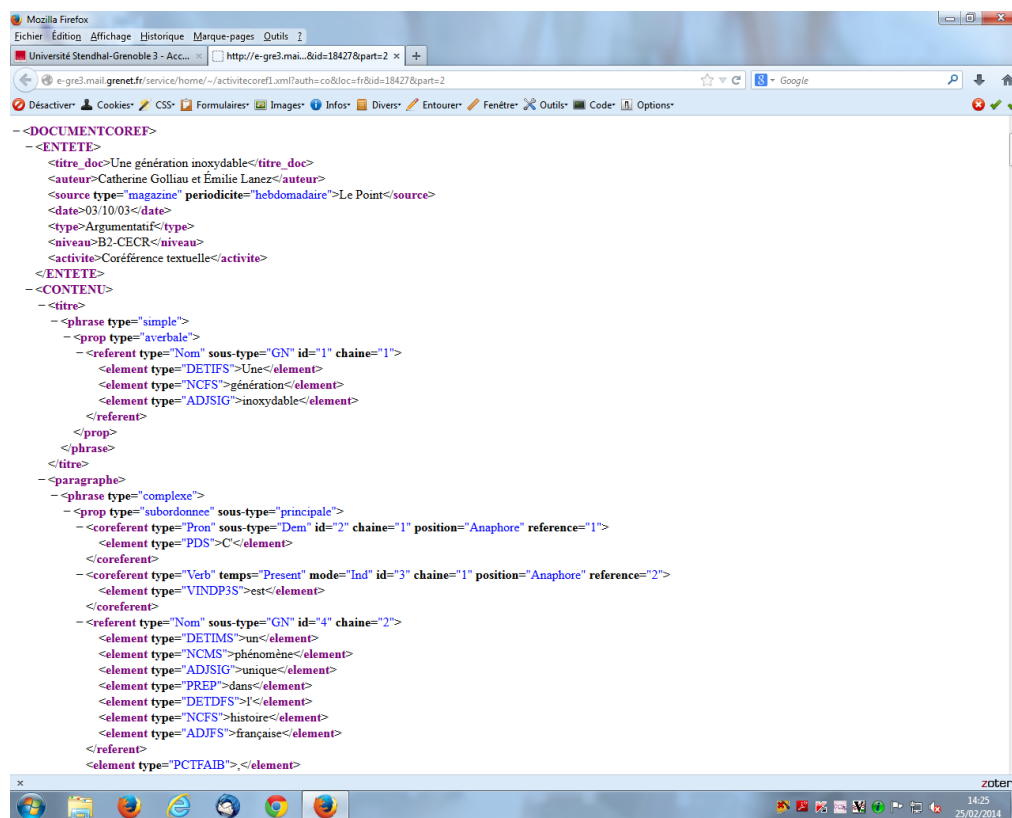 Mozilla Firefox
Fichier Édition Affichage Historique Marque-pages Outils ?
Université Stendhal-Grenoble 3 - Acc... × http://e-gre3.mai...&id=18427&part=2 × +
e-gre3.mail.grenet.fr/service/home/~/activitecoref1.xml?auth=co&loc=fr&id=18427&part=2 Google
Désactiver Cookies CSS Formulaires Images Infos Divers Entourer Fenêtre Outils Code Options
− <DOCUMENTCOREF>
− <ENTETE>
<titre_doc>Une génération inoxydable</titre_doc>
<auteur>Catherine Golliau et Émilie Lanez</auteur>
<source type="magazine" periodicite="hebdomadaire">Le Point</source>
<date>03/10/03</date>
<type>Argumentatif</type>
<niveau>B2-CECR</niveau>
<activite>Coréférence textuelle</activite>
</ENTETE>
− <CONTENU>
− <titre>
− <phrase type="simple">
− <prop type="averbale">
− <referent type="Nom" sous-type="GN" id="1" chaine="1">
<element type="DETIFS">Une</element>
<element type="NCFS">génération</element>
<element type="ADJSIG">inoxydable</element>
</referent>
</prop>
</phrase>
</titre>
− <paragraphe>
− <phrase type="complexe">
− <prop type="subordonnee" sous-type="principale">
− <coreferent type="Pron" sous-type="Dem" id="2" chaine="1" position="Anaphore" reference="1">
<element type="PDS">C'</element>
</coreferent>
− <coreferent type="Verb" temps="Present" mode="Ind" id="3" chaine="1" position="Anaphore" reference="2">
<element type="VINDP3S">est</element>
</coreferent>
− <referent type="Nom" sous-type="GN" id="4" chaine="2">
<element type="DETIMS">un</element>
<element type="NCMS">phénomène</element>
<element type="ADJSIG">unique</element>
<element type="PREP">dans</element>
<element type="DETDFS">l'</element>
<element type="NCFS">histoire</element>
<element type="ADJFS">française</element>
</referent>
<element type="PCTFAIB">,</element>
× zoter
14:25
25/02/2014